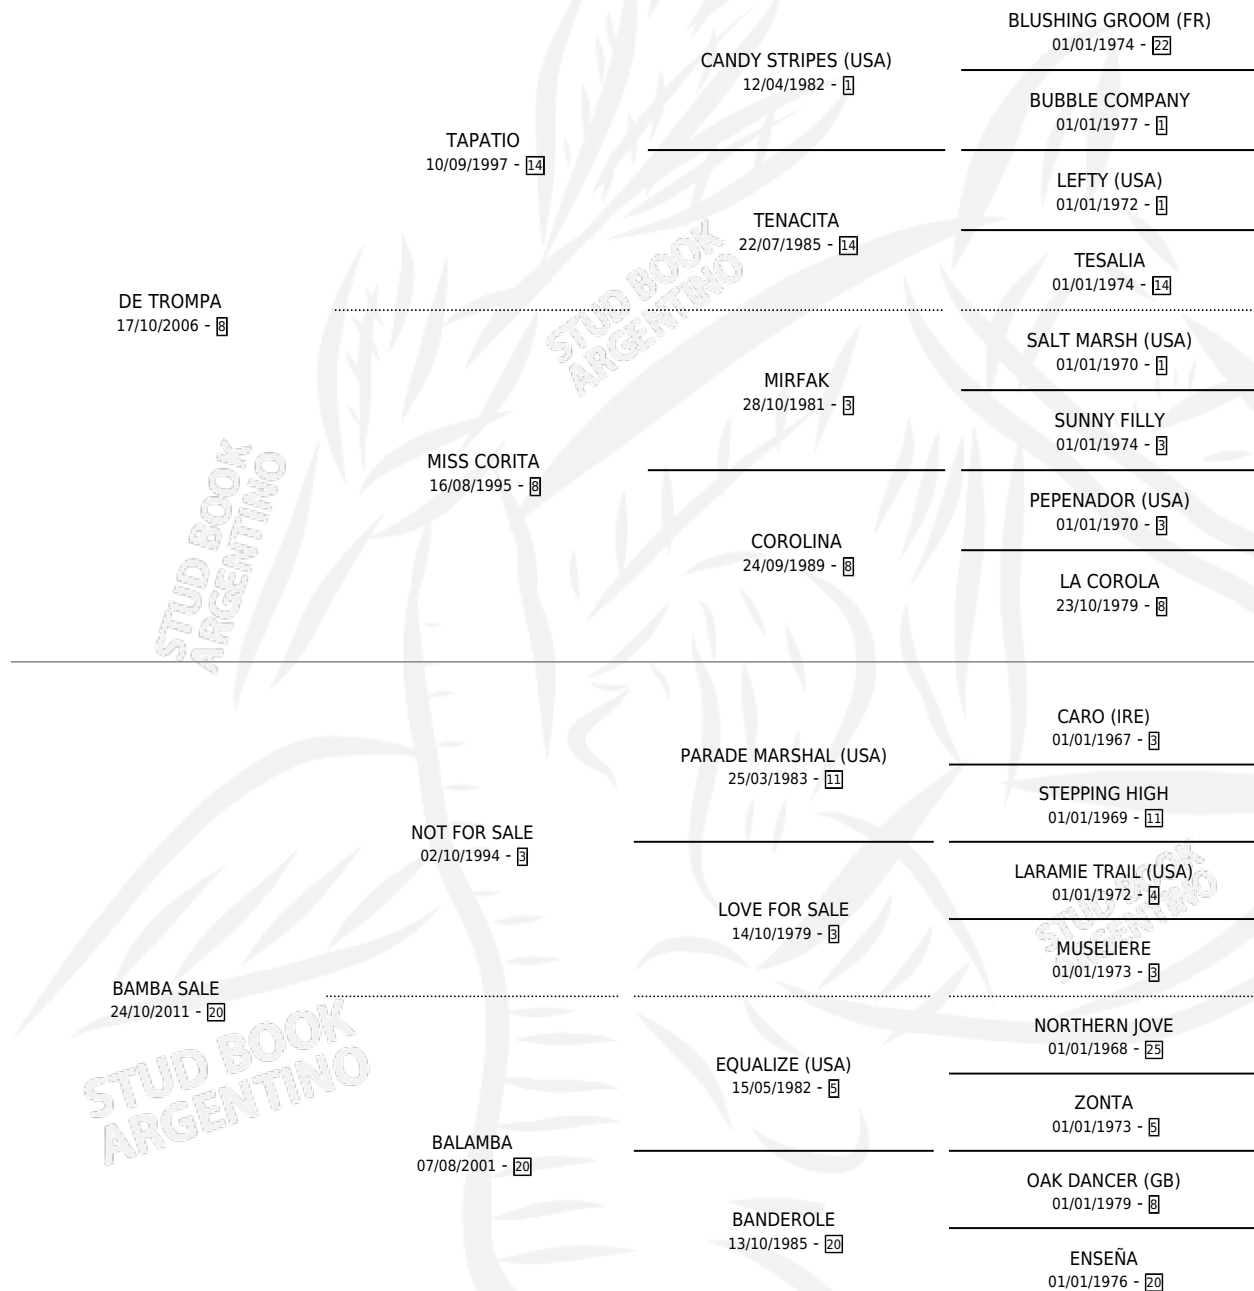 BLUSHING GROOM (FR)
01/01/1974 - 22
CANDY STRIPES (USA)
12/04/1982 - 1
BUBBLE COMPANY
01/01/1977 - 1
TAPATIO
10/09/1997 - 14
LEFTY (USA)
01/01/1972 - 1
TENACITA
22/07/1985 - 14
TESALIA
01/01/1974 - 14
DE TROMPA
17/10/2006 - 8
STUD BOOK
ARGENTINO
SALT MARSH (USA)
01/01/1970 - 1
MIRFAK
28/10/1981 - 3
SUNNY FILLY
01/01/1974 - 3
MISS CORITA
16/08/1995 - 8
PEPENADOR (USA)
01/01/1970 - 3
COROLINA
24/09/1989 - 8
LA COROLA
23/10/1979 - 8
STUD BOOK
ARGENTINO
CARO (IRE)
01/01/1967 - 3
PARADE MARSHAL (USA)
25/03/1983 - 11
STEPPING HIGH
01/01/1969 - 11
NOT FOR SALE
02/10/1994 - 3
LARAMIE TRAIL (USA)
01/01/1972 - 4
LOVE FOR SALE
14/10/1979 - 3
MUSELIERE
01/01/1973 - 3
STUD BOOK
ARGENTINO
BAMBA SALE
24/10/2011 - 20
NORTHERN JOVE
01/01/1968 - 25
EQUALIZE (USA)
15/05/1982 - 5
ZONTA
01/01/1973 - 5
STUD BOOK
ARGENTINO
BALAMBA
07/08/2001 - 20
OAK DANCER (GB)
01/01/1979 - 8
BANDEROLE
13/10/1985 - 20
ENSEÑA
01/01/1976 - 20